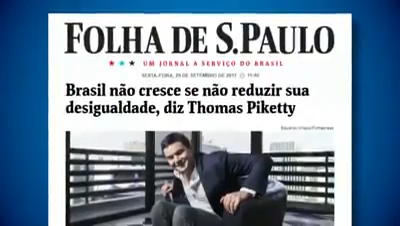 FOLHA DE S.PAULO
UM JORNAL A SERVIÇO DO BRASIL
SEXTA-FEIRA, 29 DE SETEMBRO DE 2017
Brasil não cresce se não reduzir sua
desigualdade, diz Thomas Piketty